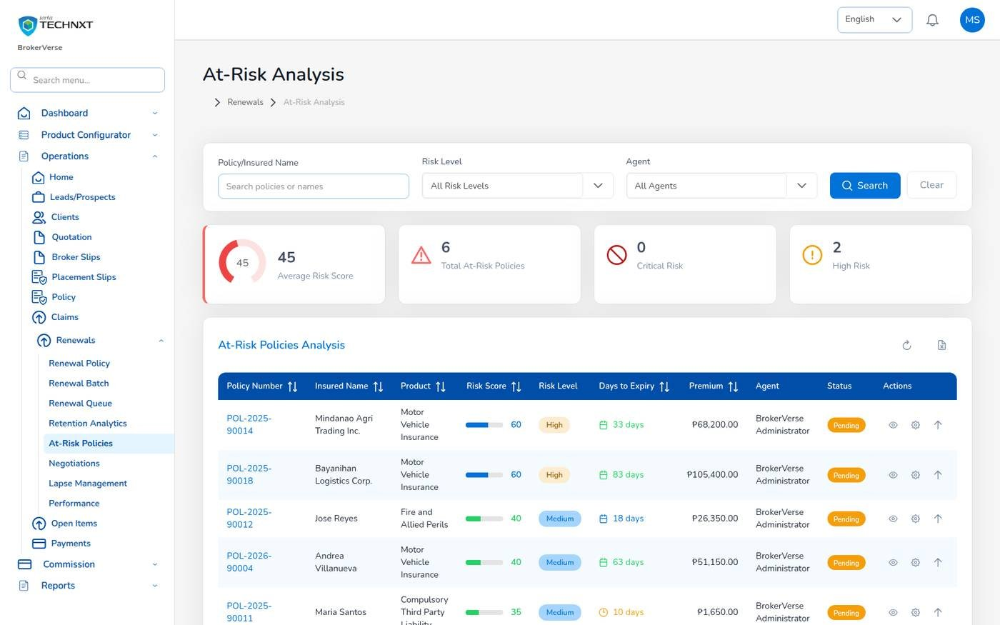 iorta
TECHNXT
BrokerVerse
Search menu...
Dashboard
Product Configurator
Operations
Home
Leads/Prospects
Clients
Quotation
Broker Slips
Placement Slips
Policy
Claims
Renewals
Renewal Policy
Renewal Batch
Renewal Queue
Retention Analytics
At-Risk Policies
Negotiations
Lapse Management
Performance
Open Items
Payments
Commission
Reports
English
MS
At-Risk Analysis
Renewals
At-Risk Analysis
Policy/Insured Name
Search policies or names
Risk Level
All Risk Levels
Agent
All Agents
Search
Clear
45
45
Average Risk Score
6
Total At-Risk Policies
0
Critical Risk
2
High Risk
At-Risk Policies Analysis
Policy Number Insured Name Product Risk Score Risk Level Days to Expiry Premium Agent Status Actions
POL-2025-
90014
Mindanao Agri
Trading Inc.
Motor
Vehicle
Insurance
60
High
33 days
₱68,200.00
BrokerVerse
Administrator
Pending
POL-2025-
90018
Bayanihan
Logistics Corp.
Motor
Vehicle
Insurance
60
High
83 days
₱105,400.00
BrokerVerse
Administrator
Pending
POL-2025-
90012
Jose Reyes
Fire and
Allied Perils
40
Medium
18 days
₱26,350.00
BrokerVerse
Administrator
Pending
POL-2026-
90004
Andrea
Villanueva
Motor
Vehicle
Insurance
40
Medium
63 days
₱51,150.00
BrokerVerse
Administrator
Pending
POL-2025-
90011
Maria Santos
Compulsory
Third Party
Liability
35
Medium
10 days
₱1,650.00
BrokerVerse
Administrator
Pending